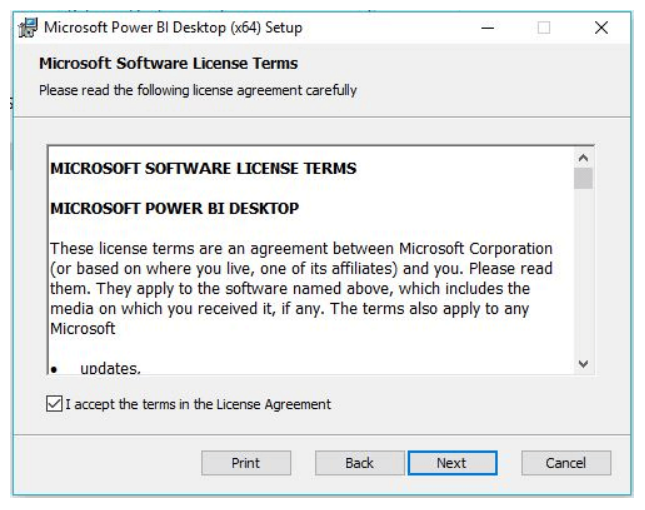 Microsoft Power BI Desktop (x64) Setup
Microsoft Software License Terms
Please read the following license agreement carefully
MICROSOFT SOFTWARE LICENSE TERMS
MICROSOFT POWER BI DESKTOP
These license terms are an agreement between Microsoft Corporation
(or based on where you live, one of its affiliates) and you. Please read
them. They apply to the software named above, which includes the
media on which you received it, if any. The terms also apply to any
Microsoft
• updates,
I accept the terms in the License Agreement
Print Back Next Cancel